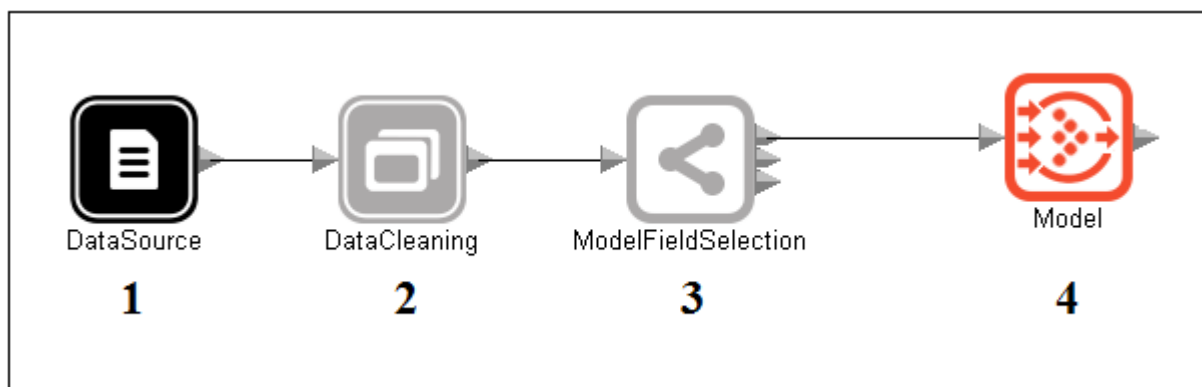 DataSource
DataCleaning
ModelFieldSelection
Model
1
2
3
4